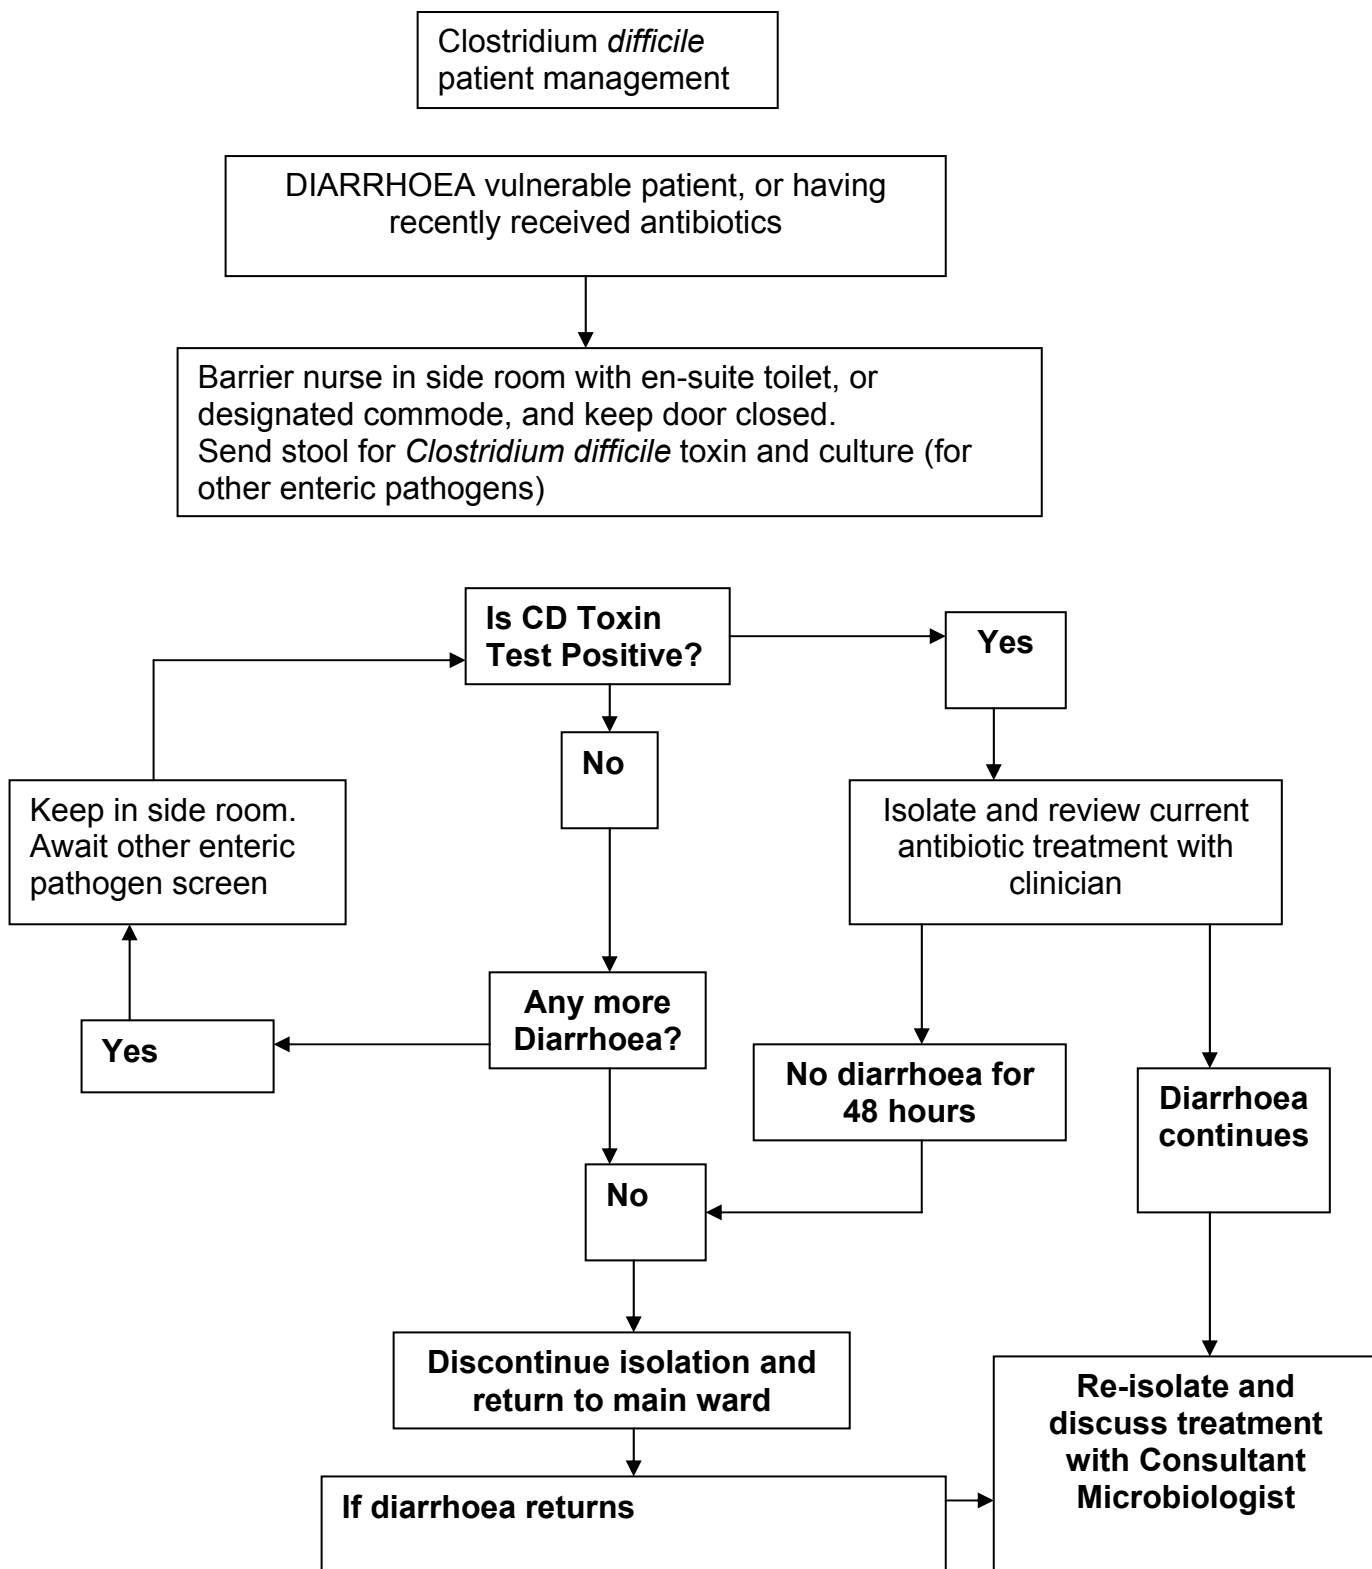 Clostridium difficile
patient management
DIARRHOEA vulnerable patient, or having
recently received antibiotics
Barrier nurse in side room with en-suite toilet, or
designated commode, and keep door closed.
Send stool for Clostridium difficile toxin and culture (for
other enteric pathogens)
Is CD Toxin
Test Positive?
Yes
No
Keep in side room.
Await other enteric
pathogen screen
Isolate and review current
antibiotic treatment with
clinician
Any more
Diarrhoea?
Yes
No diarrhoea for
48 hours
Diarrhoea
continues
No
Discontinue isolation and
return to main ward
Re-isolate and
discuss treatment
with Consultant
Microbiologist
If diarrhoea returns